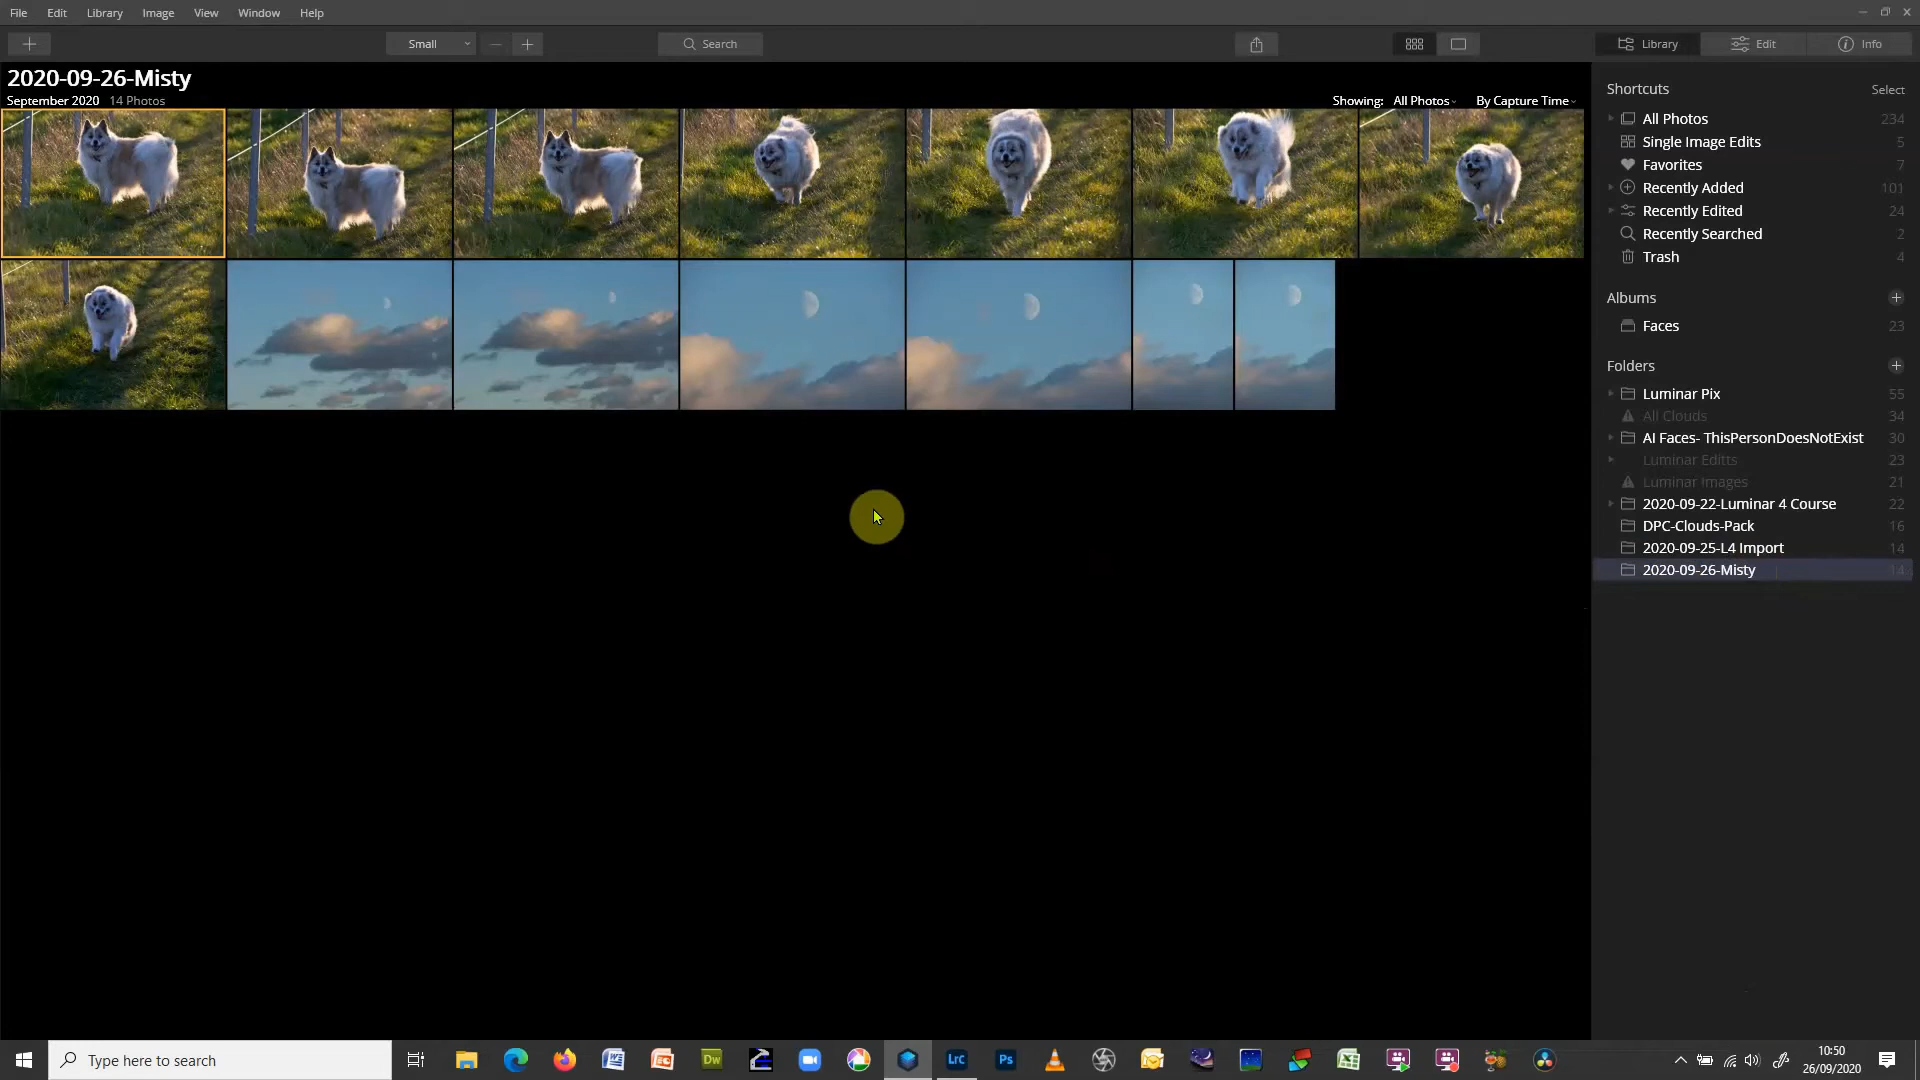 File Edit Library Image View Window Help
Small Search Library Edit Info
2020-09-26-Misty
September 2020 14 Photos Showing: All Photos By Capture Time
Shortcuts Select
All Photos 234
Single Image Edits 5
Favorites 7
Recently Added 101
Recently Edited 24
Recently Searched 2
Trash 4
Albums
Faces 23
Folders
Luminar Pix 55
All Clouds 34
AI Faces- ThisPersonDoesNotExist 30
Luminar Editts 23
Luminar Images 21
2020-09-22-Luminar 4 Course 22
DPC-Clouds-Pack 16
2020-09-25-L4 Import 14
2020-09-26-Misty 14
Type here to search Dw Lrc Ps 10:50
26/09/2020